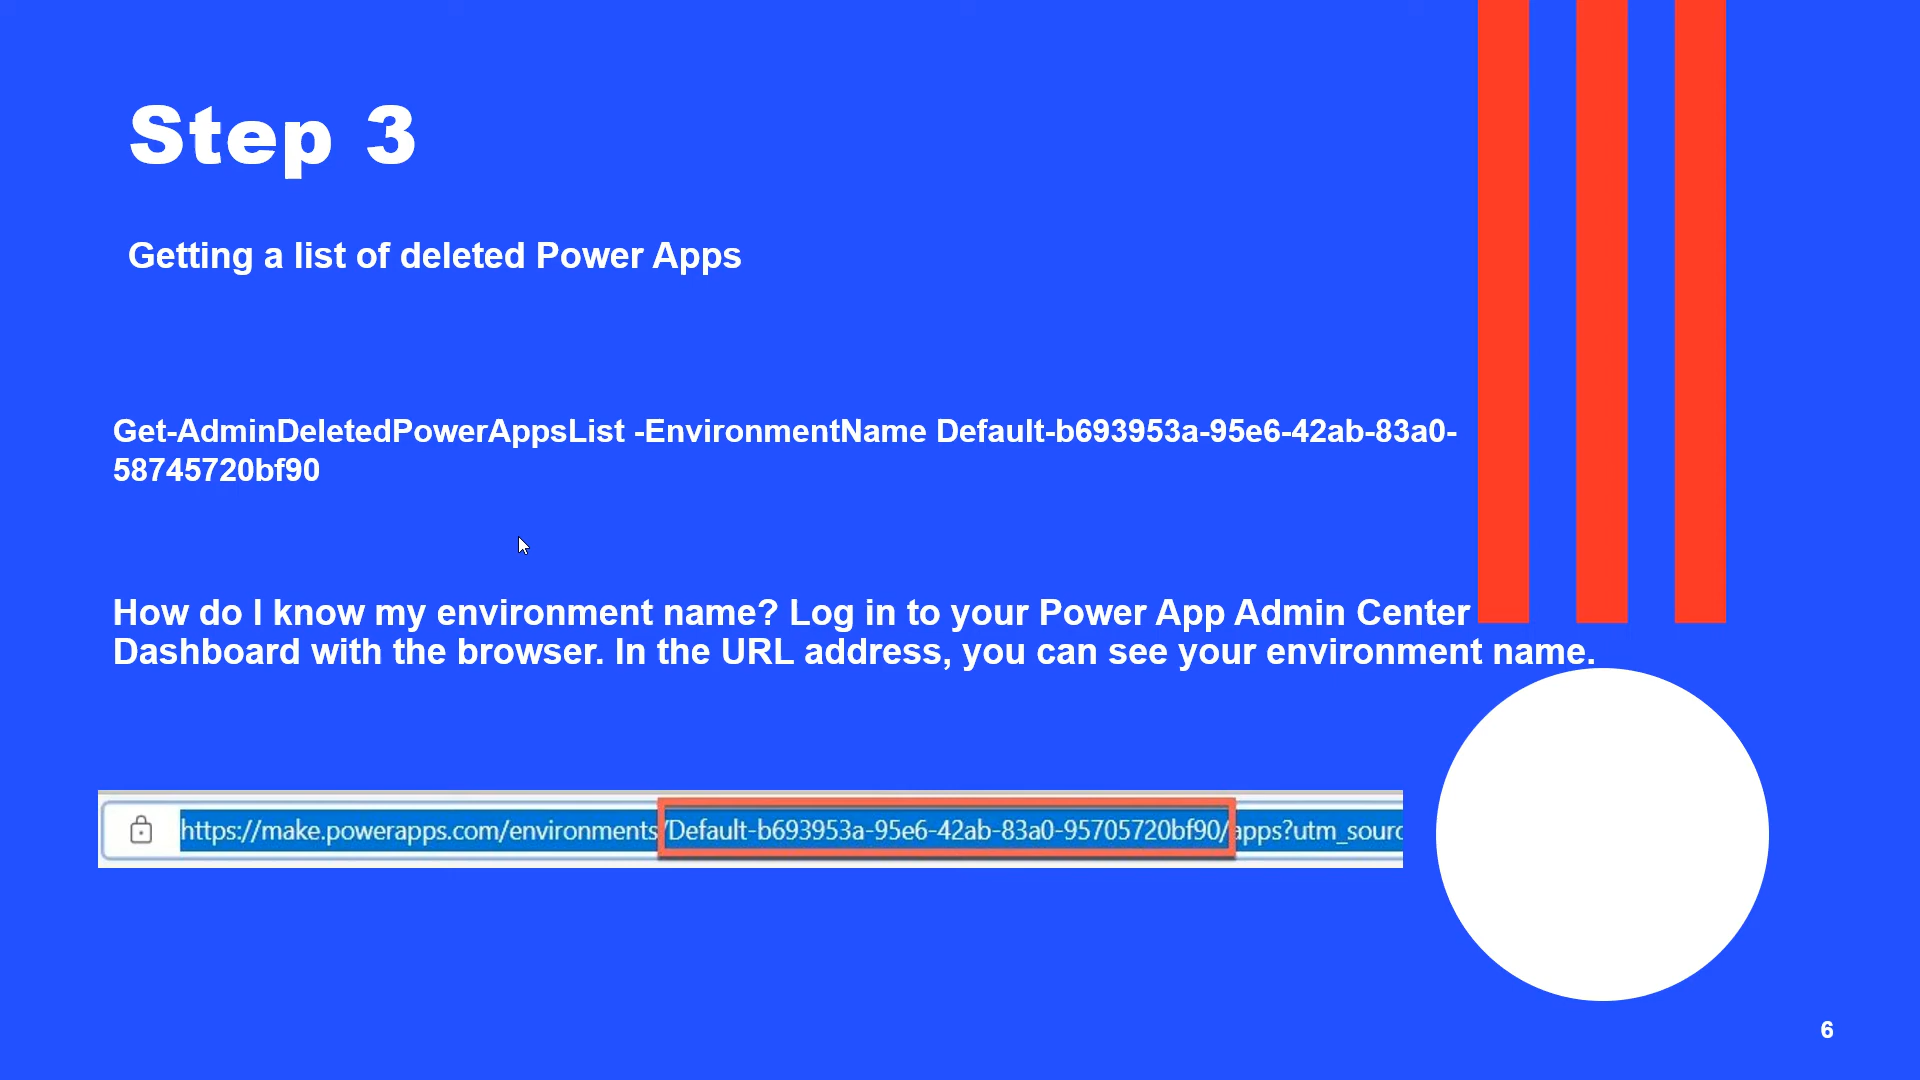 Step 3
Getting a list of deleted Power Apps
Get-AdminDeletedPowerAppsList -EnvironmentName Default-b693953a-95e6-42ab-83a0-
58745720bf90
How do I know my environment name? Log in to your Power App Admin Center
Dashboard with the browser. In the URL address, you can see your environment name.
https://make.powerapps.com/environments/Default-b693953a-95e6-42ab-83a0-95705720bf90/apps?utm_sourc
6